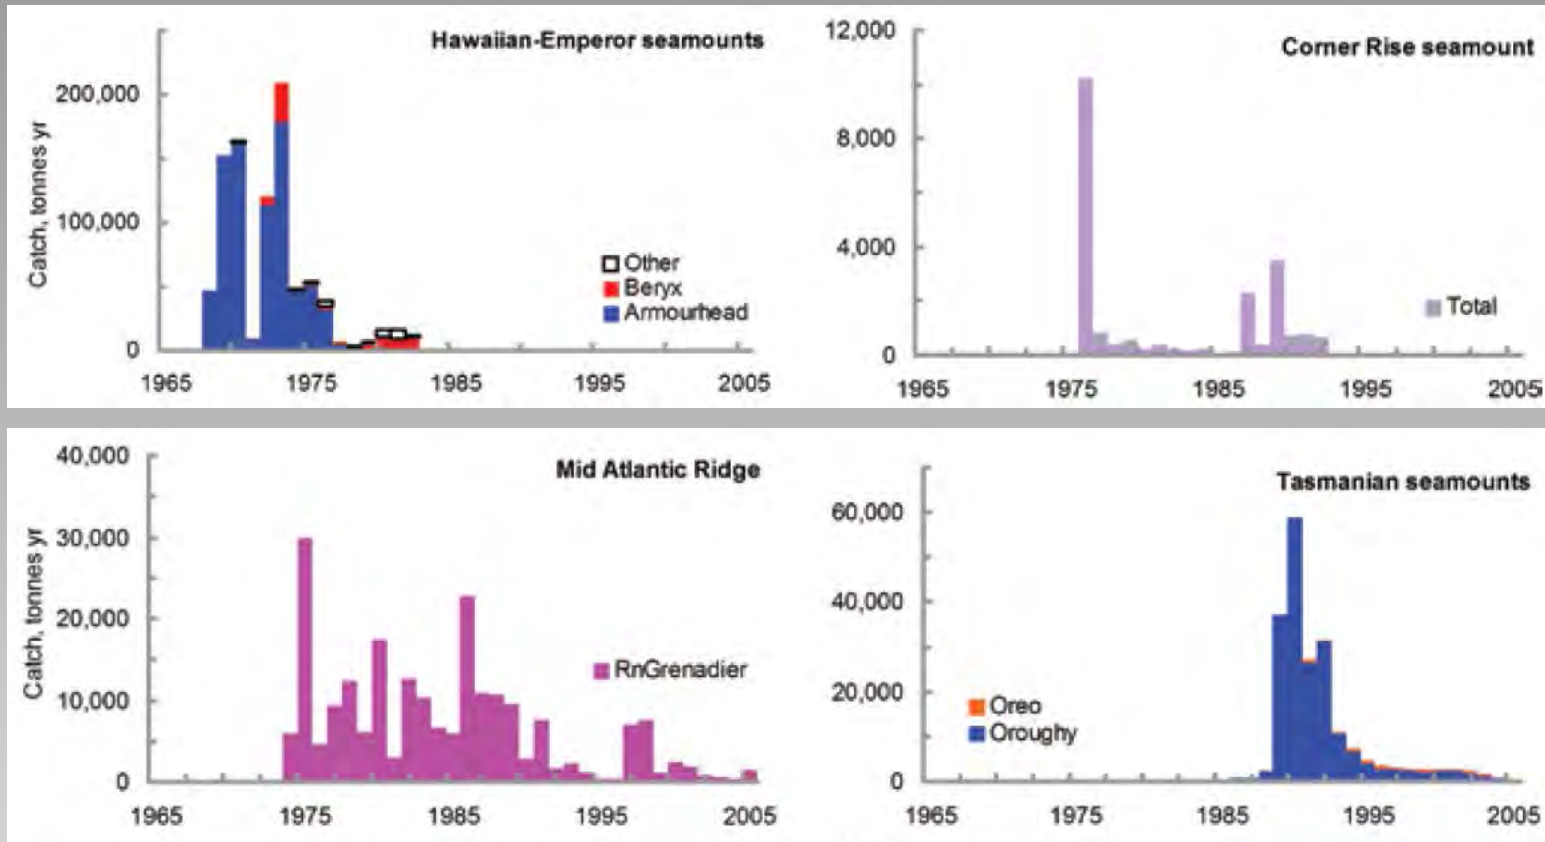 Hawaiian-Emperor seamounts
Catch, tonnes yr
200,000
100,000
0
Other
Beryx
Armourhead
1965 1975 1985 1995 2005
Corner Rise seamount
12,000
8,000
4,000
0
Total
1965 1975 1985 1995 2005
Mid Atlantic Ridge
Catch, tonnes yr
40,000
30,000
20,000
10,000
0
RnGrenadier
1965 1975 1985 1995 2005
Tasmanian seamounts
60,000
40,000
20,000
0
Oreo
Oroughy
1965 1975 1985 1995 2005